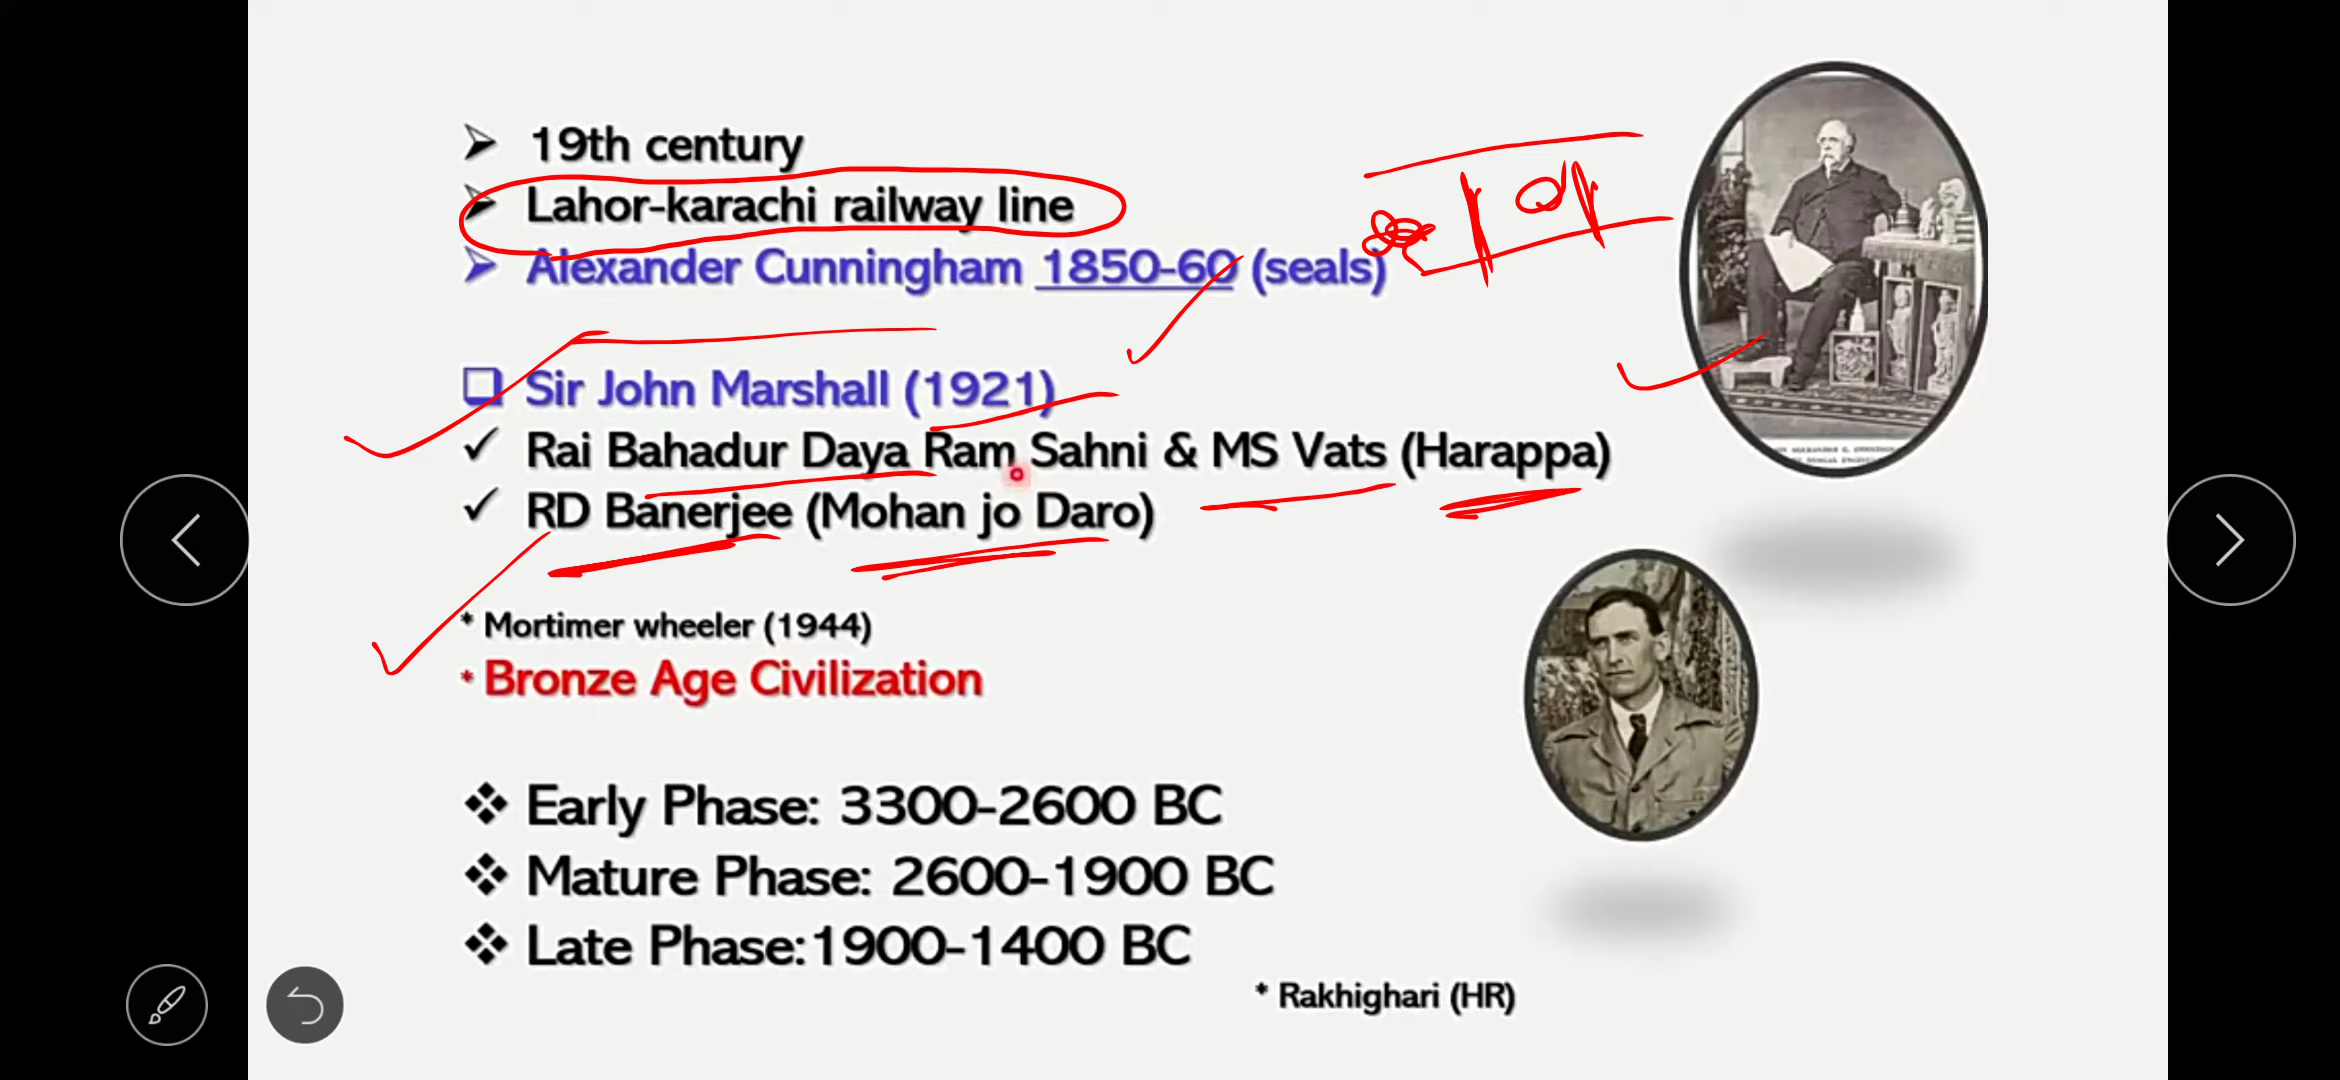 19th century
Lahor-karachi railway line
Alexander Cunningham 1850-60 (seals)
Sir John Marshall (1921)
Rai Bahadur Daya Ram Sahni & MS Vats (Harappa)
RD Banerjee (Mohan jo Daro)
* Mortimer wheeler (1944)
* Bronze Age Civilization
Early Phase: 3300-2600 BC
Mature Phase: 2600-1900 BC
Late Phase:1900-1400 BC
* Rakhighari (HR)